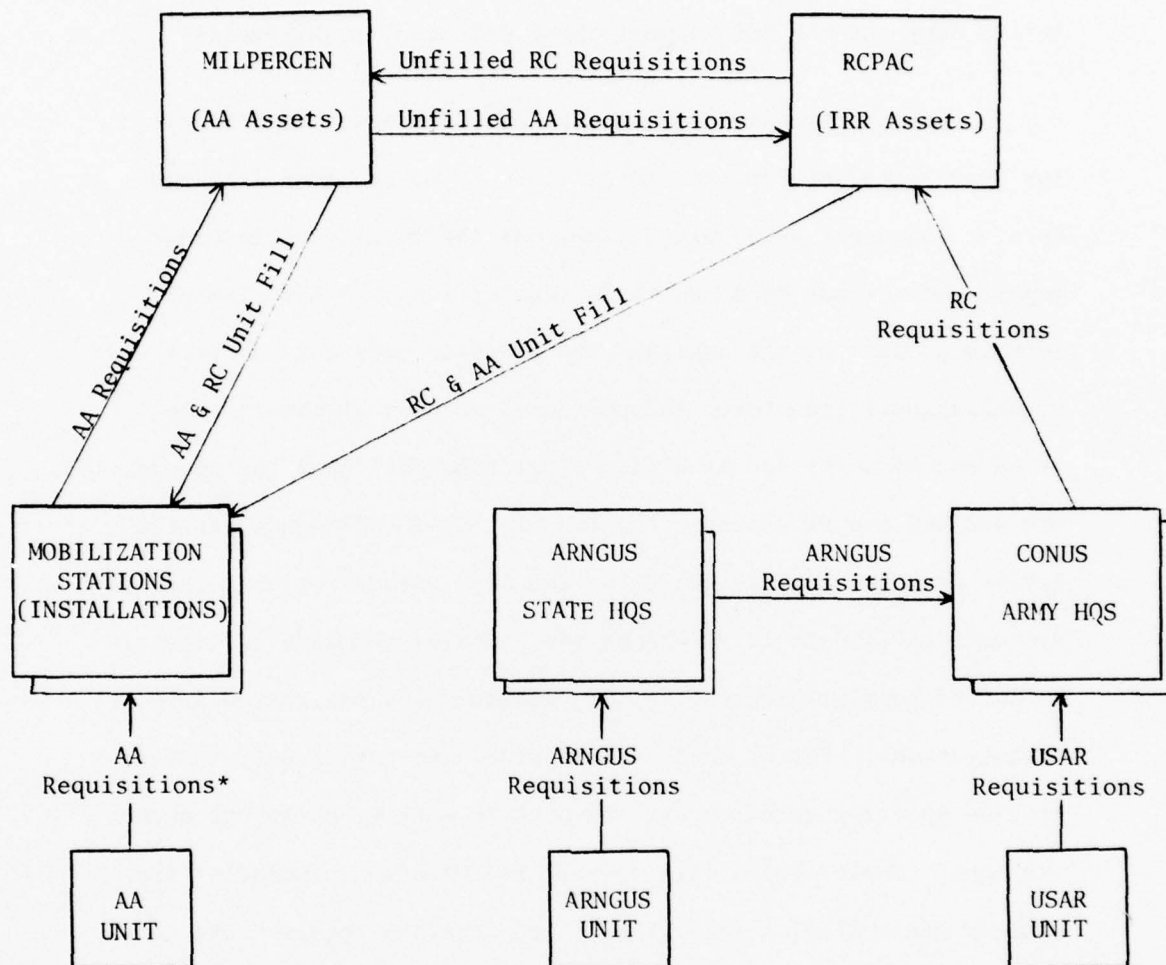 MILPERCEN
(AA Assets)
Unfilled RC Requisitions
Unfilled AA Requisitions
RCPAC
(IRR Assets)
AA Requisitions
AA & RC Unit Fill
RC & AA Unit Fill
RC
Requisitions
MOBILIZATION
STATIONS
(INSTALLATIONS)
ARNGUS
STATE HQS
ARNGUS
Requisitions
CONUS
ARMY HQS
AA
Requisitions*
ARNGUS
Requisitions
USAR
Requisitions
AA
UNIT
ARNGUS
UNIT
USAR
UNIT